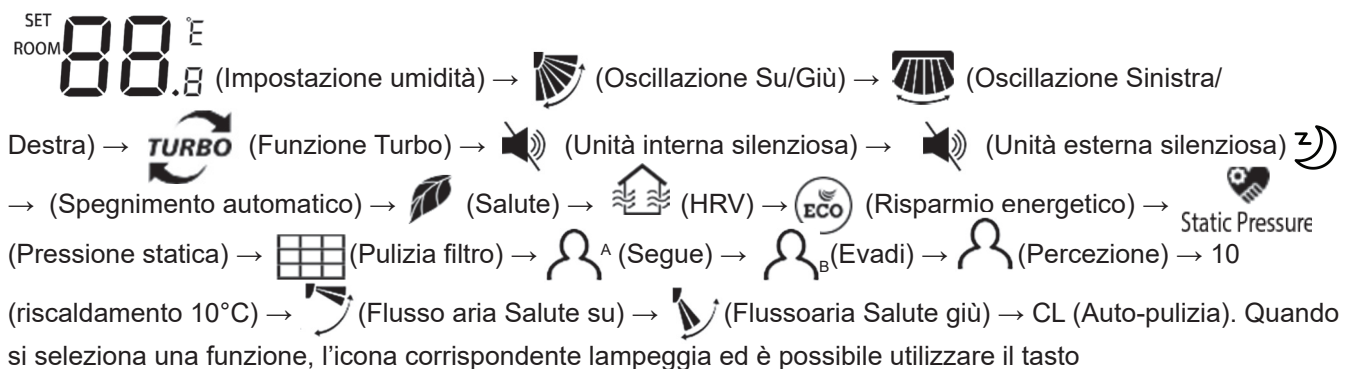 SET
ROOM 88.8 °E (Impostazione umidità) → (Oscillazione Su/Giù) → (Oscillazione Sinistra/
Destra) → TURBO (Funzione Turbo) → (Unità interna silenziosa) → (Unità esterna silenziosa) z
→ (Spegnimento automatico) → (Salute) → (HRV) → ECO (Risparmio energetico) → Static Pressure
(Pressione statica) → (Pulizia filtro) → A (Segue) → B (Evadi) → (Percezione) → 10
(riscaldamento 10°C) → (Flusso aria Salute su) → (Flussoaria Salute giù) → CL (Auto-pulizia). Quando
si seleziona una funzione, l'icona corrispondente lampeggia ed è possibile utilizzare il tasto